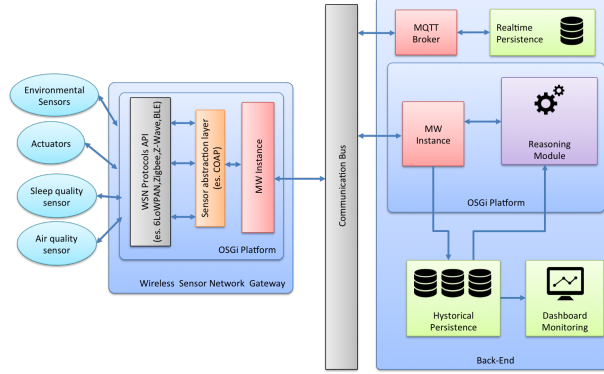 Environmental
Sensors
Actuators
Sleep quality
sensor
Air quality
sensor
WSN Protocols API
(es. 6LoWPAN,Zigbee,Z-Wave,BLE)
Sensor abstraction layer
(es. COAP)
MW Instance
OSGi Platform
Wireless Sensor Network Gateway
Communication Bus
MQTT
Broker
Realtime
Persistence
MW
Instance
Reasoning
Module
OSGi Platform
Hystorical
Persistence
Dashboard
Monitoring
Back-End